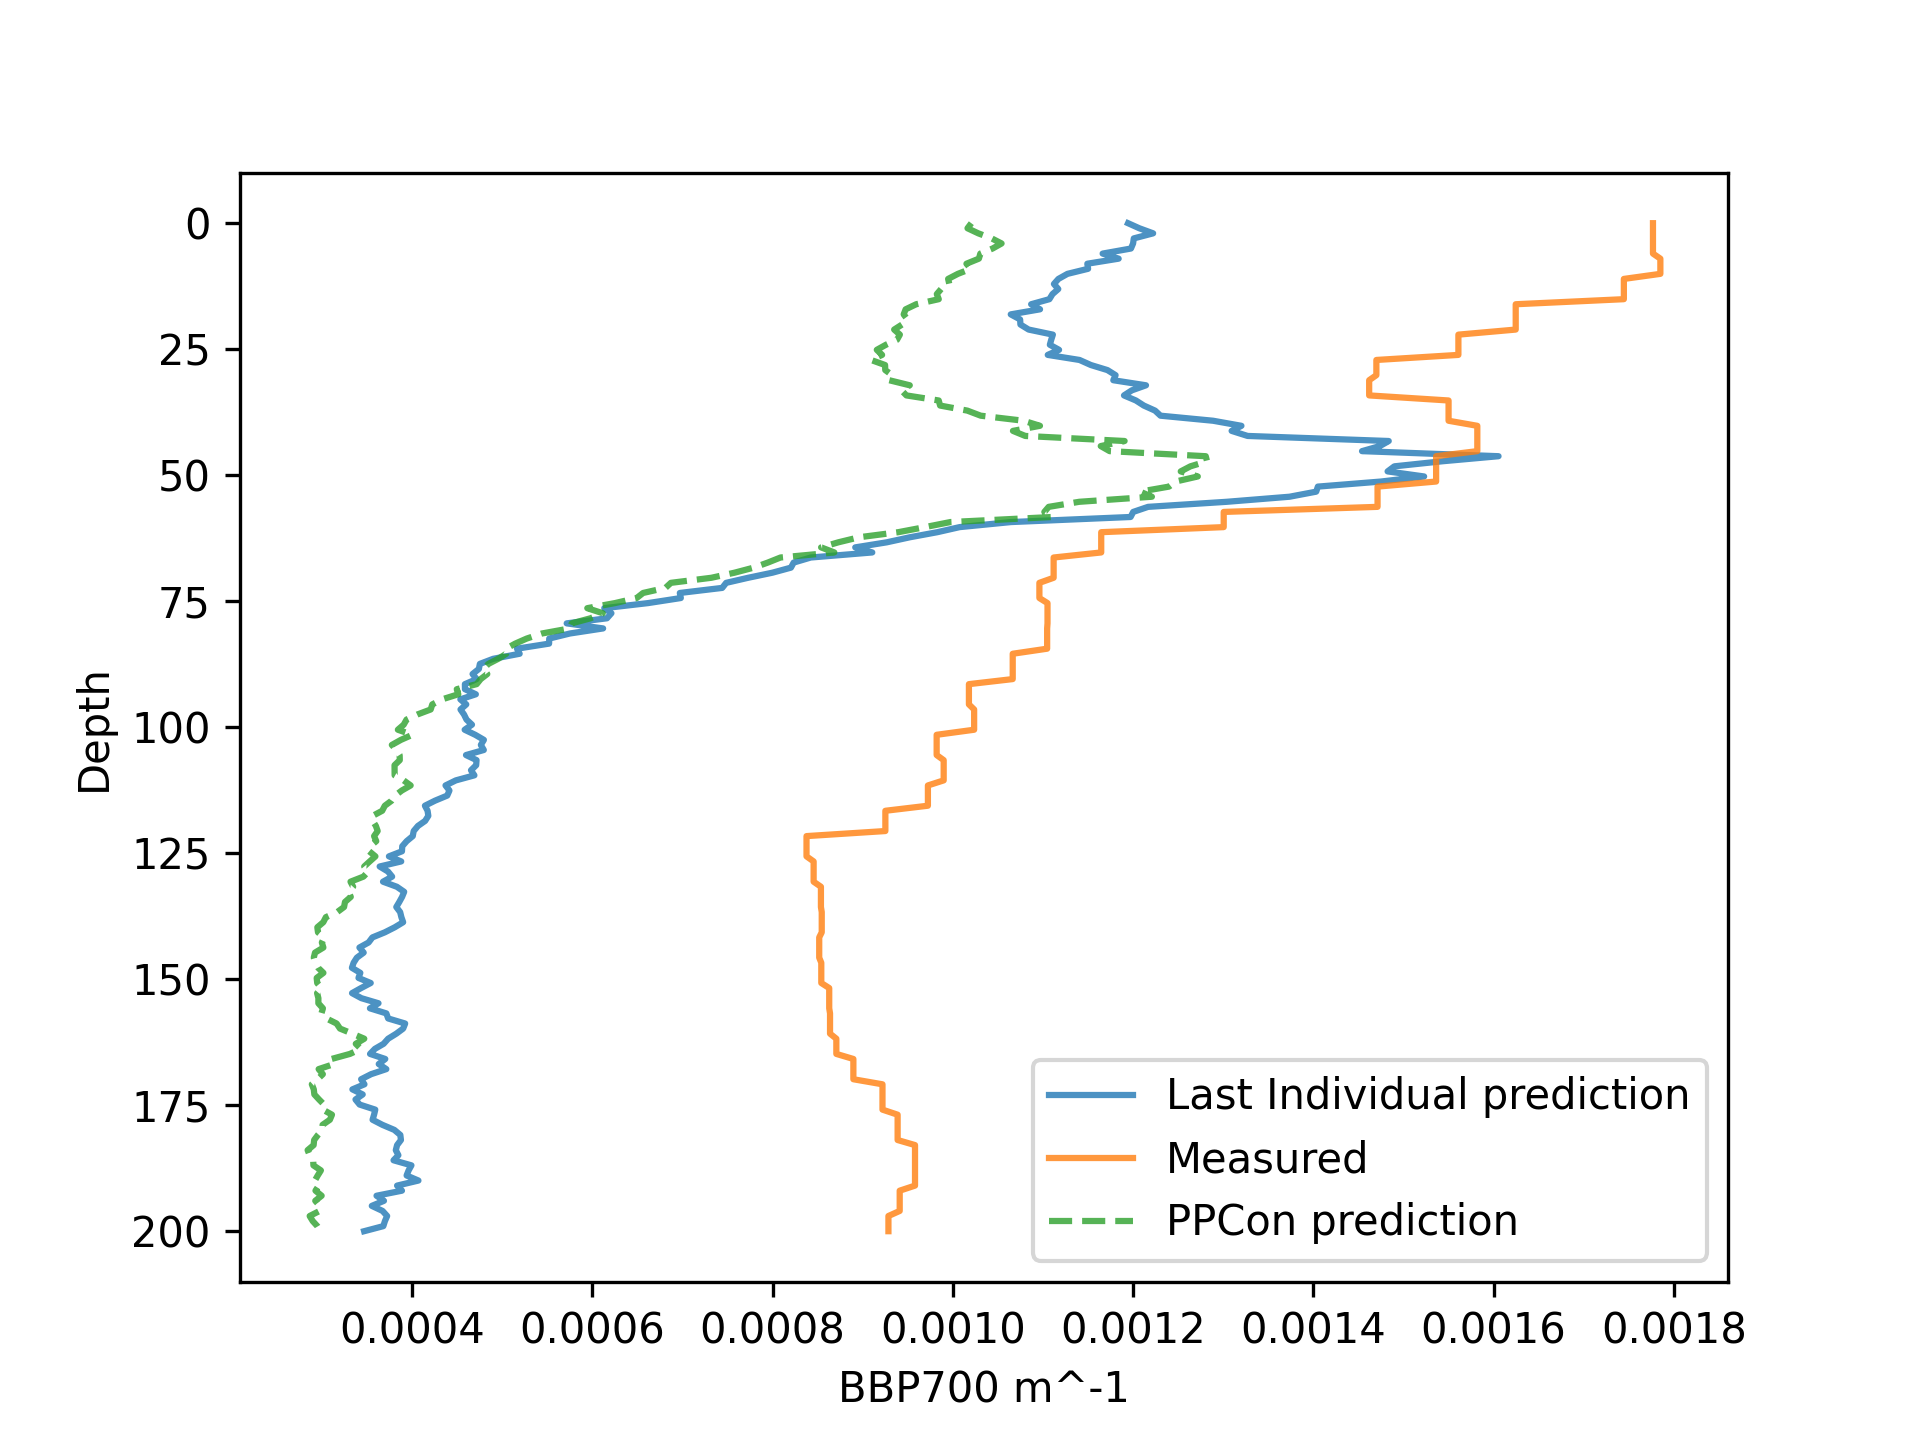 0
25
50
75
100
125
150
175
200
Depth
Last Individual prediction
Measured
PPCon prediction
0.0004 0.0006 0.0008 0.0010 0.0012 0.0014 0.0016 0.0018
BBP700 m^-1